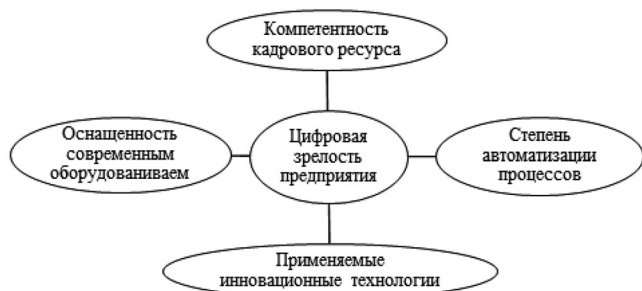 Компетентность
кадрового ресурса
Оснащенность
современным
оборудованиваем
Цифровая
зрелость
предприятия
Степень
автоматизации
процессов
Применяемые
инновационные технологии